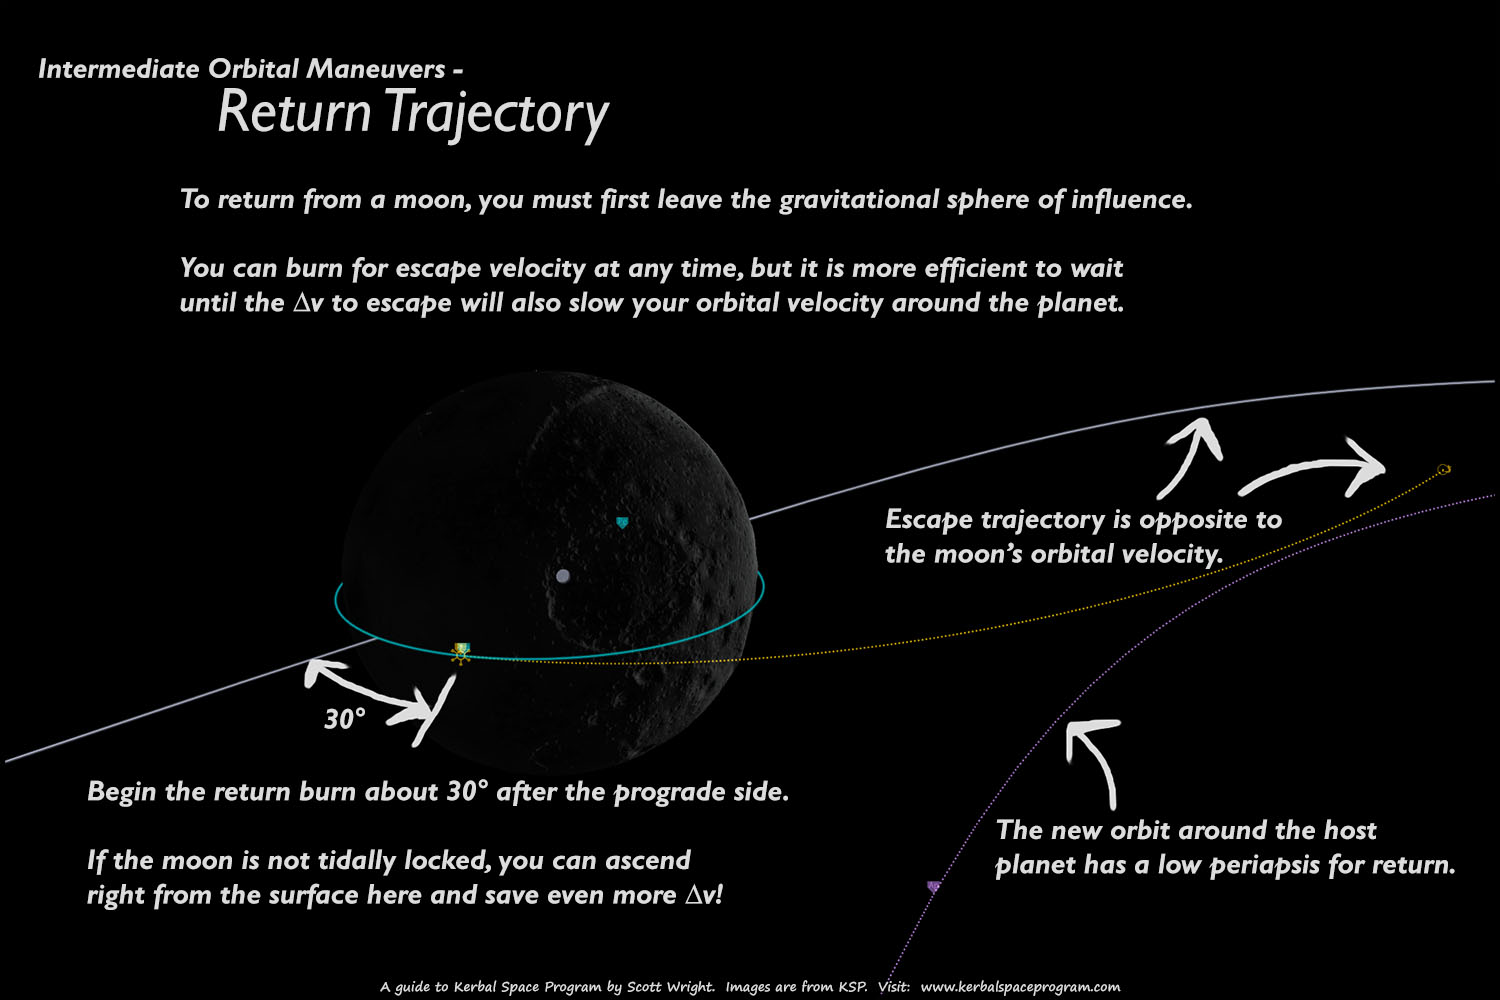 Intermediate Orbital Maneuvers -
Return Trajectory
To return from a moon, you must first leave the gravitational sphere of influence.
You can burn for escape velocity at any time, but it is more efficient to wait
until the Δv to escape will also slow your orbital velocity around the planet.
Escape trajectory is opposite to
the moon's orbital velocity.
30°
Begin the return burn about 30° after the prograde side.
If the moon is not tidally locked, you can ascend
right from the surface here and save even more Δv!
The new orbit around the host
planet has a low periapsis for return.
A guide to Kerbal Space Program by Scott Wright. Images are from KSP. Visit: www.kerbalspaceprogram.com